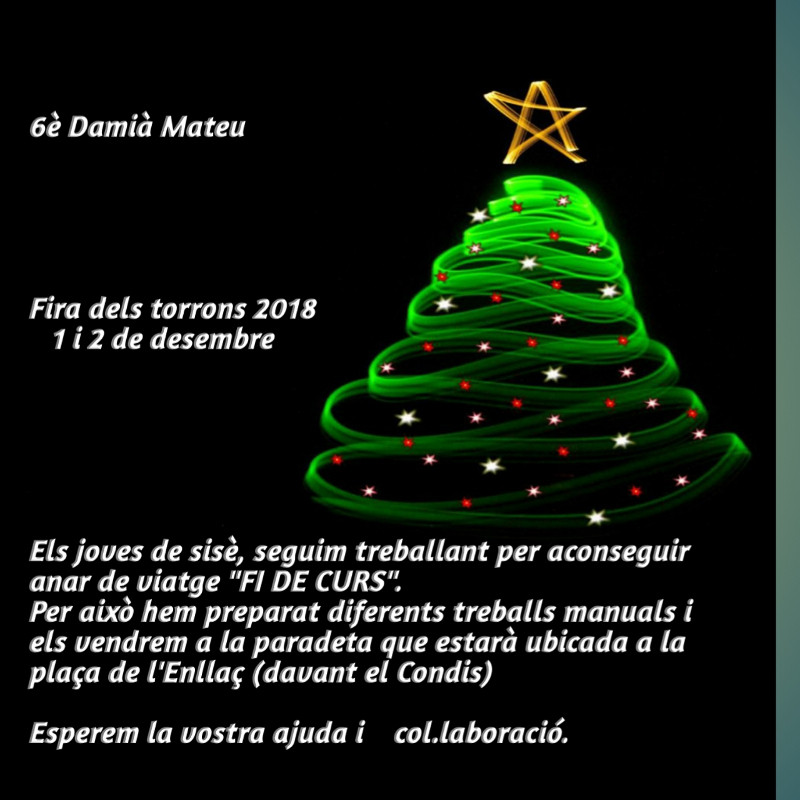 6è Damià Mateu
Fira dels torrons 2018
1 i 2 de desembre
Els joves de sisè, seguim treballant per aconseguir
anar de viatge "FI DE CURS".
Per això hem preparat diferents treballs manuals i
els vendrem a la paradeta que estarà ubicada a la
plaça de l'Enllaç (davant el Condis)
Esperem la vostra ajuda i col.laboració.